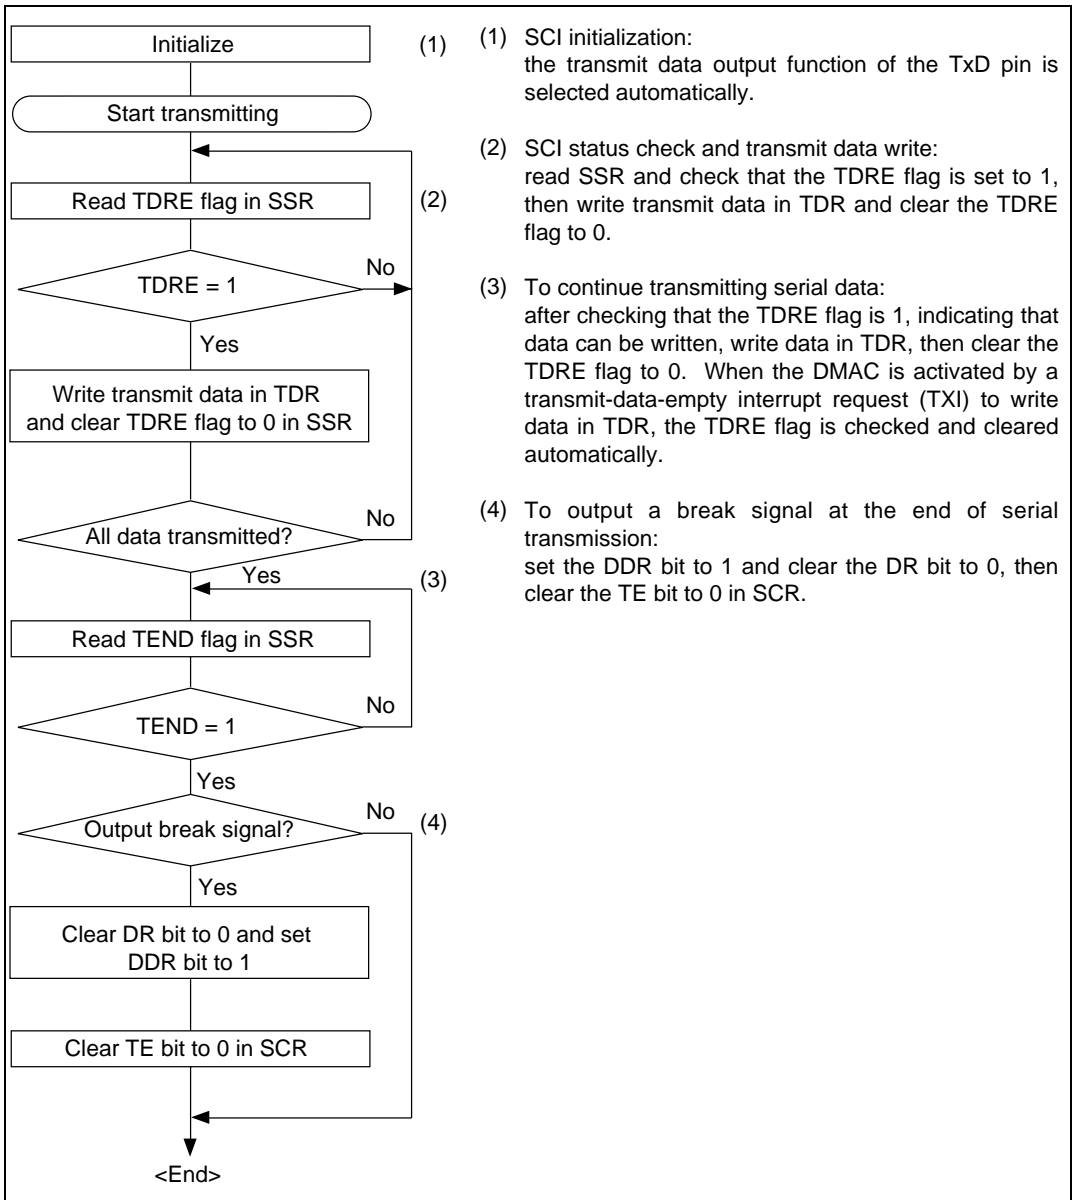 Initialize
(1)
Start transmitting
Read TDRE flag in SSR
(2)
TDRE = 1
No
Yes
Write transmit data in TDR
and clear TDRE flag to 0 in SSR
All data transmitted?
No
Yes
(3)
Read TEND flag in SSR
TEND = 1
No
Yes
Output break signal?
No
(4)
Yes
Clear DR bit to 0 and set
DDR bit to 1
Clear TE bit to 0 in SCR
<End>
(1) SCI initialization:
the transmit data output function of the TxD pin is
selected automatically.
(2) SCI status check and transmit data write:
read SSR and check that the TDRE flag is set to 1,
then write transmit data in TDR and clear the TDRE
flag to 0.
(3) To continue transmitting serial data:
after checking that the TDRE flag is 1, indicating that
data can be written, write data in TDR, then clear the
TDRE flag to 0. When the DMAC is activated by a
transmit-data-empty interrupt request (TXI) to write
data in TDR, the TDRE flag is checked and cleared
automatically.
(4) To output a break signal at the end of serial
transmission:
set the DDR bit to 1 and clear the DR bit to 0, then
clear the TE bit to 0 in SCR.